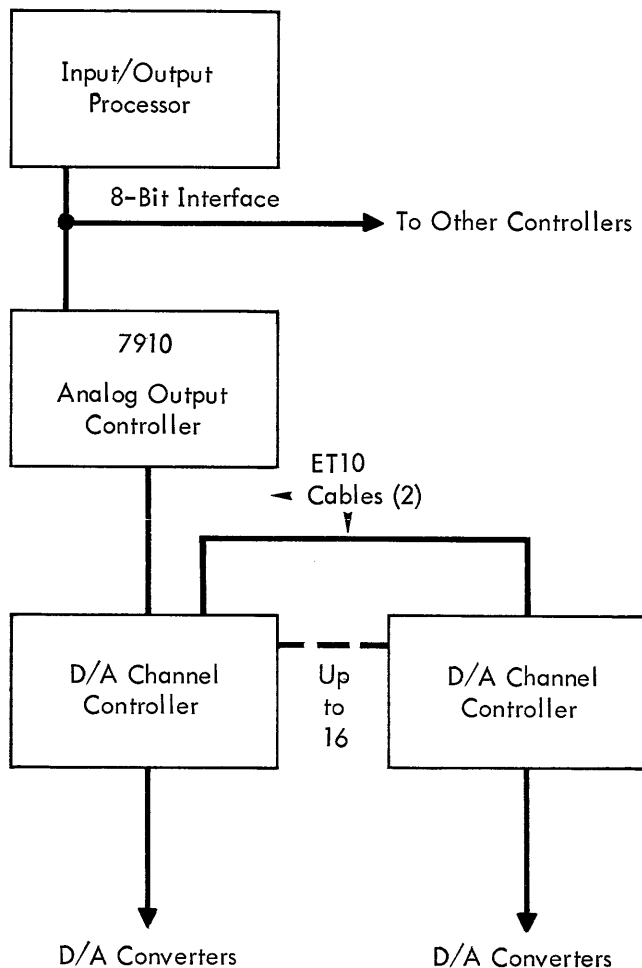 Input/Output
Processor
8-Bit Interface
To Other Controllers
7910
Analog Output
Controller
ET10
Cables (2)
D/A Channel
Controller
Up
to
16
D/A Channel
Controller
D/A Converters
D/A Converters